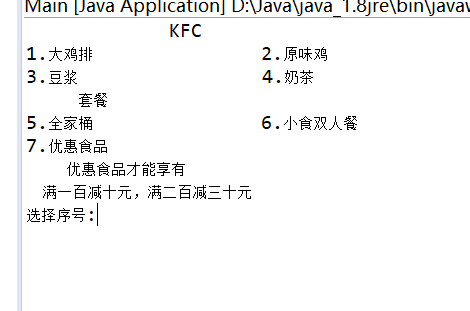 Main [Java Application] D:\Java\java_1.8jre\bin\javaw
KFC
1.大鸡排 2.原味鸡
3.豆浆 4.奶茶
套餐
5.全家桶 6.小食双人餐
7.优惠食品
优惠食品才能享有
满一百减十元，满二百减三十元
选择序号: